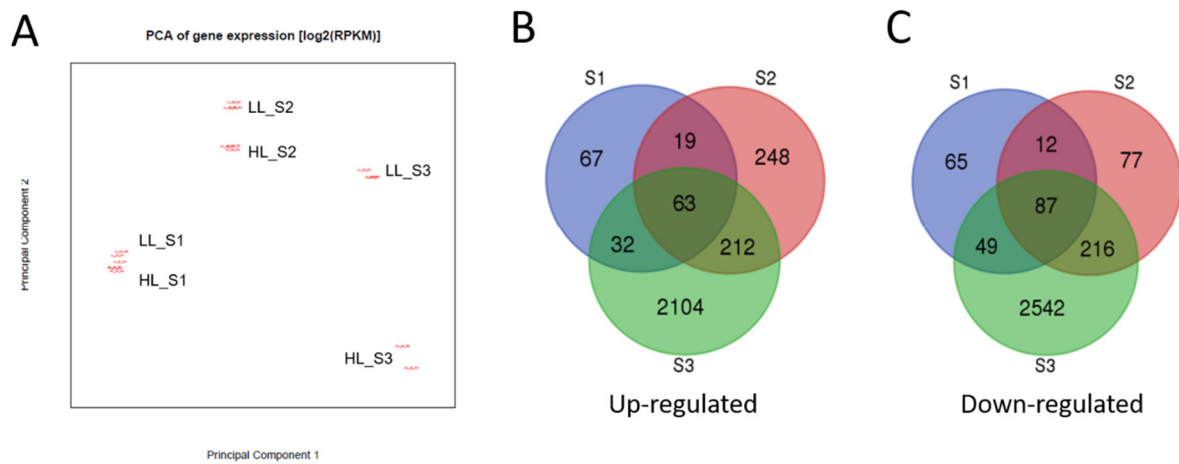 A
PCA of gene expression [log2(RPKM)]
LL_S2
HL_S2
LL_S3
LL_S1
HL_S1
HL_S3
Principal Component 2
Principal Component 1
B
S1
S2
19
67
248
63
32
212
2104
S3
Up-regulated
C
S1
S2
12
65
77
87
49
216
2542
S3
Down-regulated